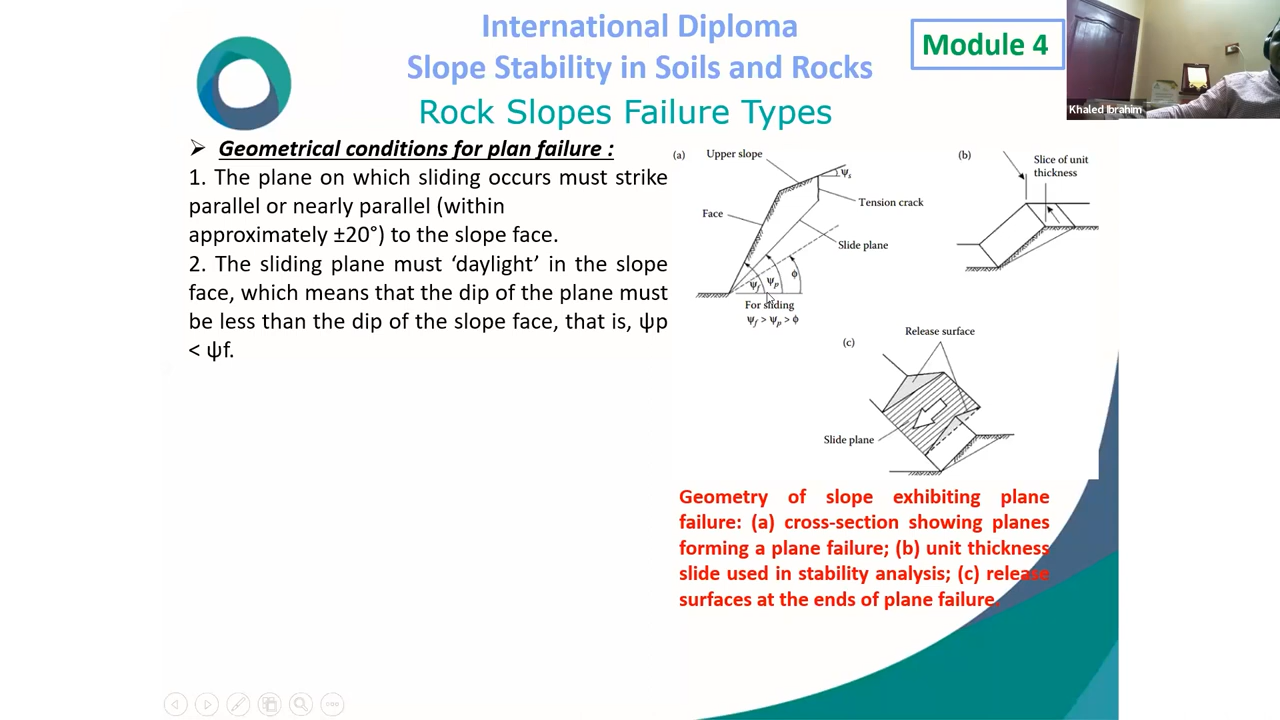 International Diploma
Slope Stability in Soils and Rocks
Module 4
Khaled Ibrahim
Rock Slopes Failure Types
➢ Geometrical conditions for plan failure :
1. The plane on which sliding occurs must strike
parallel or nearly parallel (within
approximately ±20°) to the slope face.
2. The sliding plane must ‘daylight’ in the slope
face, which means that the dip of the plane must
be less than the dip of the slope face, that is, ψp
< ψf.
(a)
Upper slope
ψs
Tension crack
Face
Slide plane
ψf
ψp
ϕ
For sliding
ψf > ψp > ϕ
(b)
Slice of unit
thickness
(c)
Release surface
Slide plane
Geometry of slope exhibiting plane
failure: (a) cross-section showing planes
forming a plane failure; (b) unit thickness
slide used in stability analysis; (c) release
surfaces at the ends of plane failure.